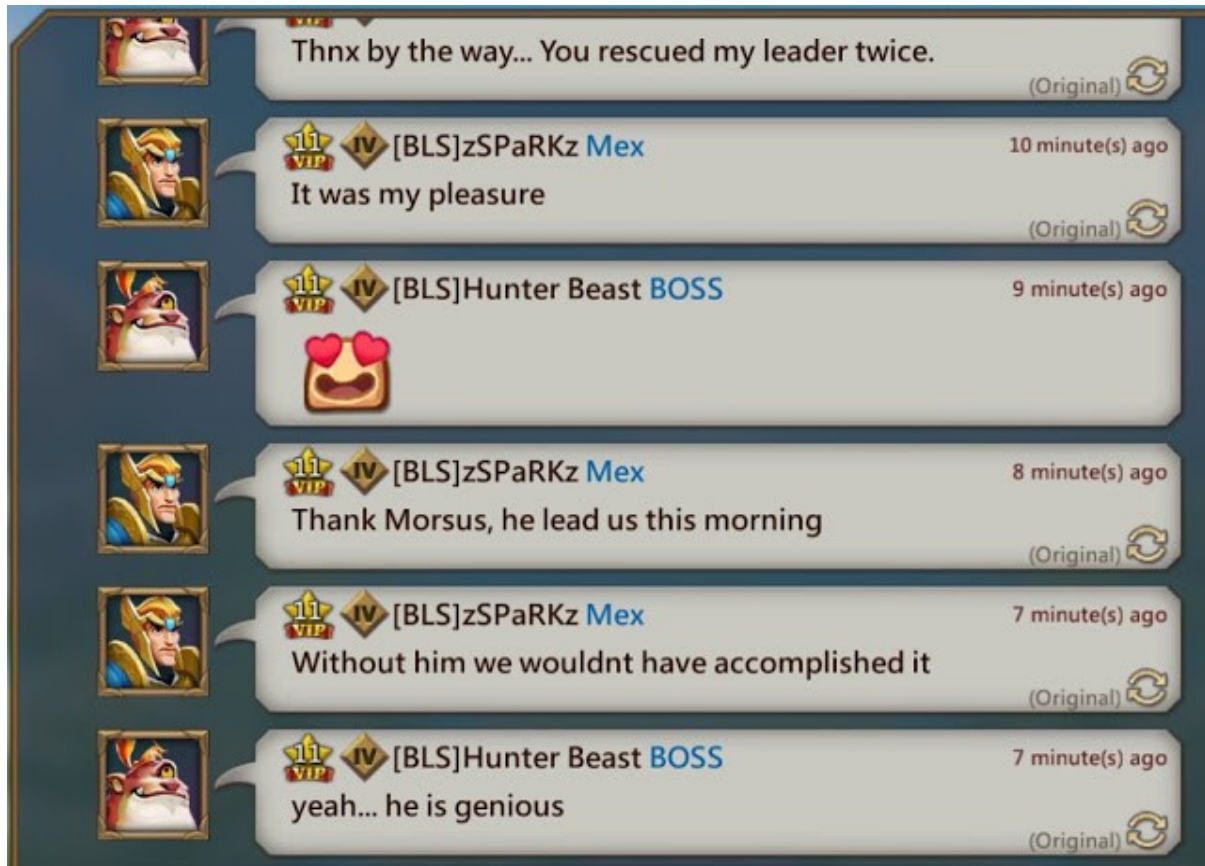 Thnx by the way... You rescued my leader twice.
(Original)
11 VIP IV [BLS]zSPaRKz Mex 10 minute(s) ago
It was my pleasure
(Original)
11 VIP IV [BLS]Hunter Beast BOSS 9 minute(s) ago
11 VIP IV [BLS]zSPaRKz Mex 8 minute(s) ago
Thank Morsus, he lead us this morning
(Original)
11 VIP IV [BLS]zSPaRKz Mex 7 minute(s) ago
Without him we wouldnt have accomplished it
(Original)
11 VIP IV [BLS]Hunter Beast BOSS 7 minute(s) ago
yeah... he is genious
(Original)